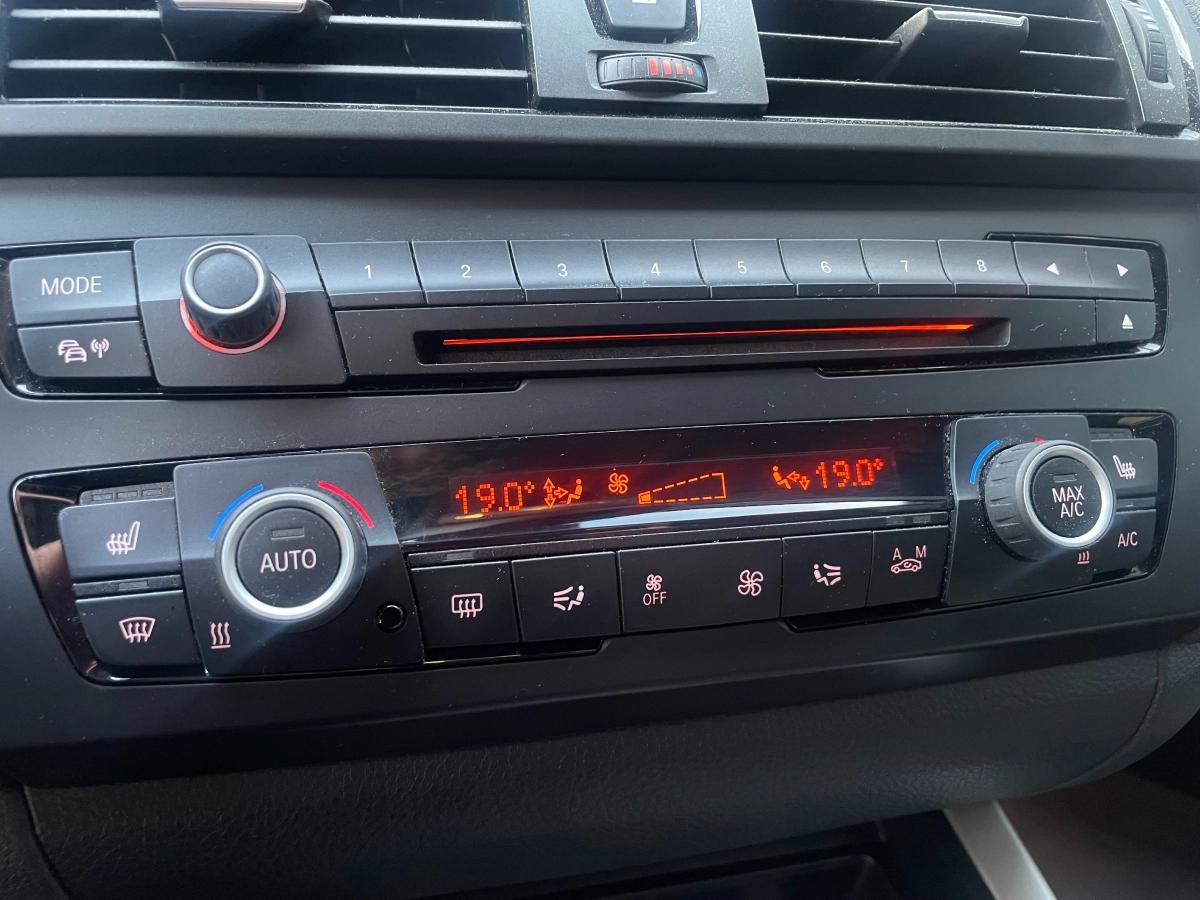 MODE
1 2 3 4 5 6 7 8
19.0° 19.0°
AUTO
MAX
A/C
A/C
OFF
A M